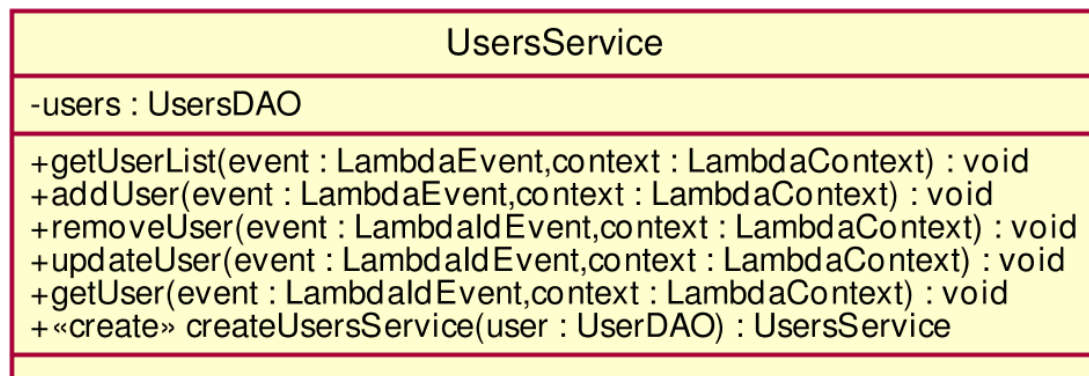 UsersService
-users : UsersDAO
+getUserList(event : LambdaEvent,context : LambdaContext) : void
+addUser(event : LambdaEvent,context : LambdaContext) : void
+removeUser(event : LambdaIdEvent,context : LambdaContext) : void
+updateUser(event : LambdaIdEvent,context : LambdaContext) : void
+getUser(event : LambdaIdEvent,context : LambdaContext) : void
+«create» createUsersService(user : UserDAO) : UsersService